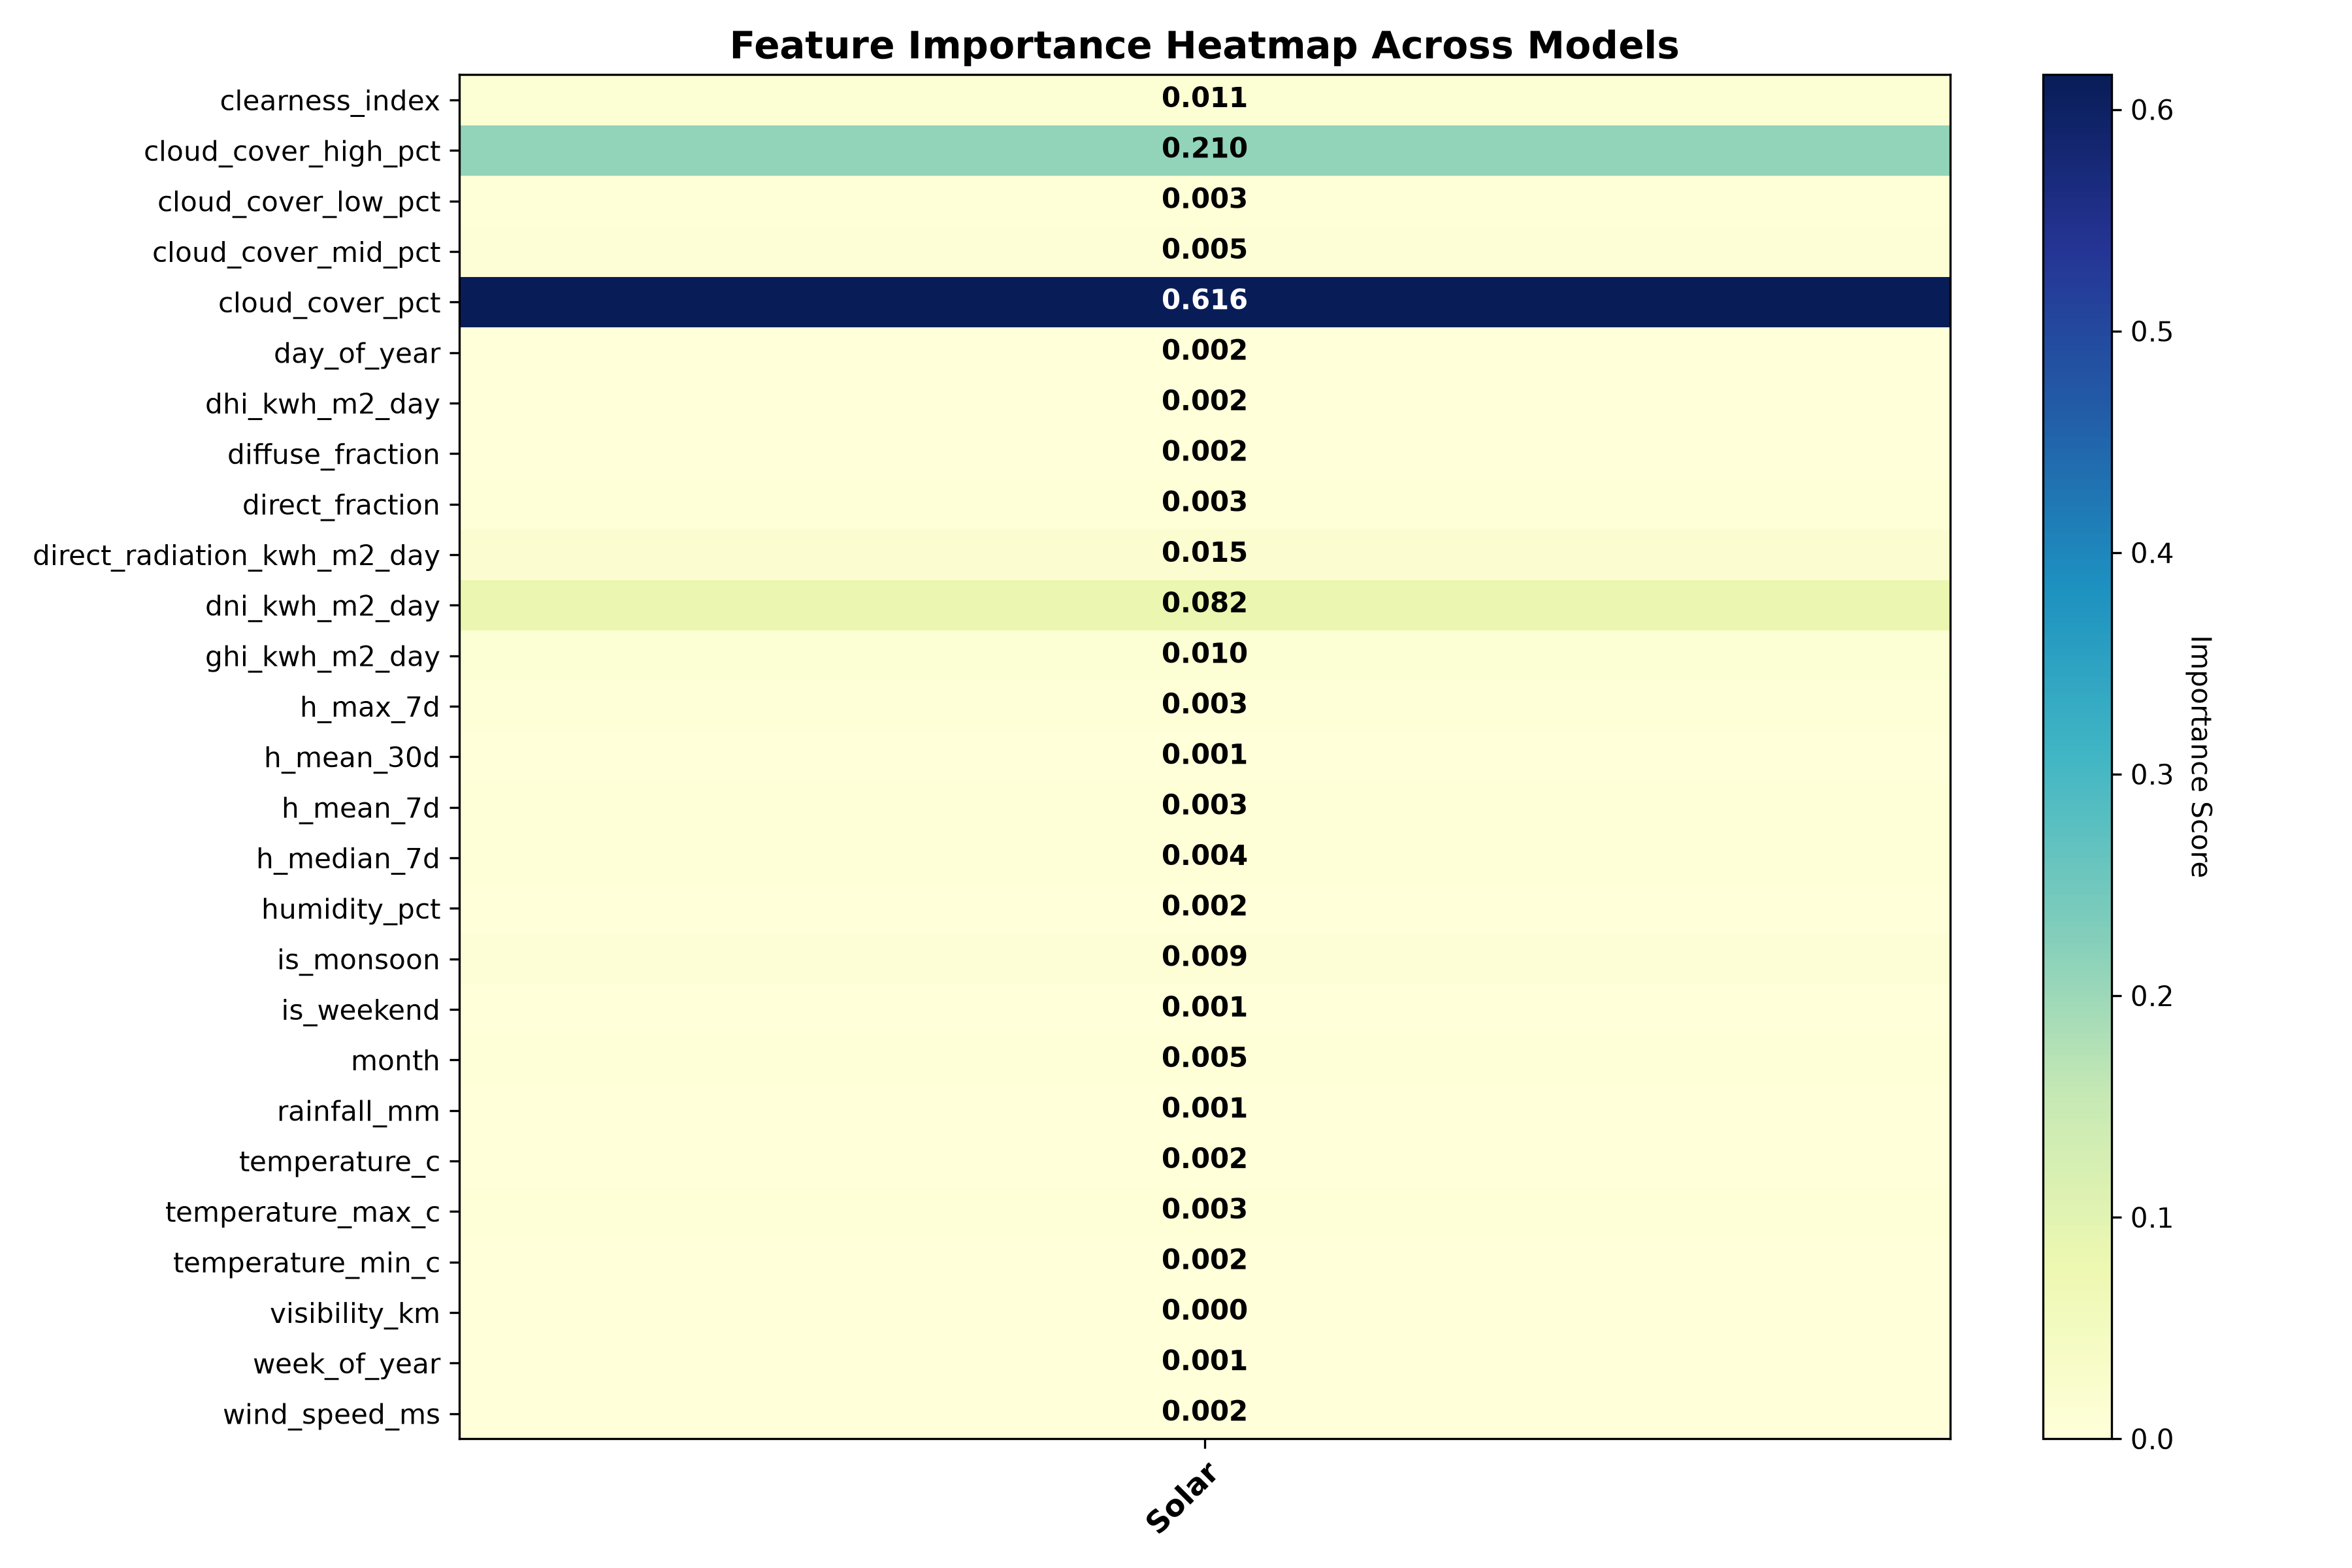 Feature Importance Heatmap Across Models
clearness_index 0.011
cloud_cover_high_pct 0.210
cloud_cover_low_pct 0.003
cloud_cover_mid_pct 0.005
cloud_cover_pct 0.616
day_of_year 0.002
dhi_kwh_m2_day 0.002
diffuse_fraction 0.002
direct_fraction 0.003
direct_radiation_kwh_m2_day 0.015
dni_kwh_m2_day 0.082
ghi_kwh_m2_day 0.010
h_max_7d 0.003
h_mean_30d 0.001
h_mean_7d 0.003
h_median_7d 0.004
humidity_pct 0.002
is_monsoon 0.009
is_weekend 0.001
month 0.005
rainfall_mm 0.001
temperature_c 0.002
temperature_max_c 0.003
temperature_min_c 0.002
visibility_km 0.000
week_of_year 0.001
wind_speed_ms 0.002
Solar
0.6
0.5
0.4
0.3
0.2
0.1
0.0
Importance Score